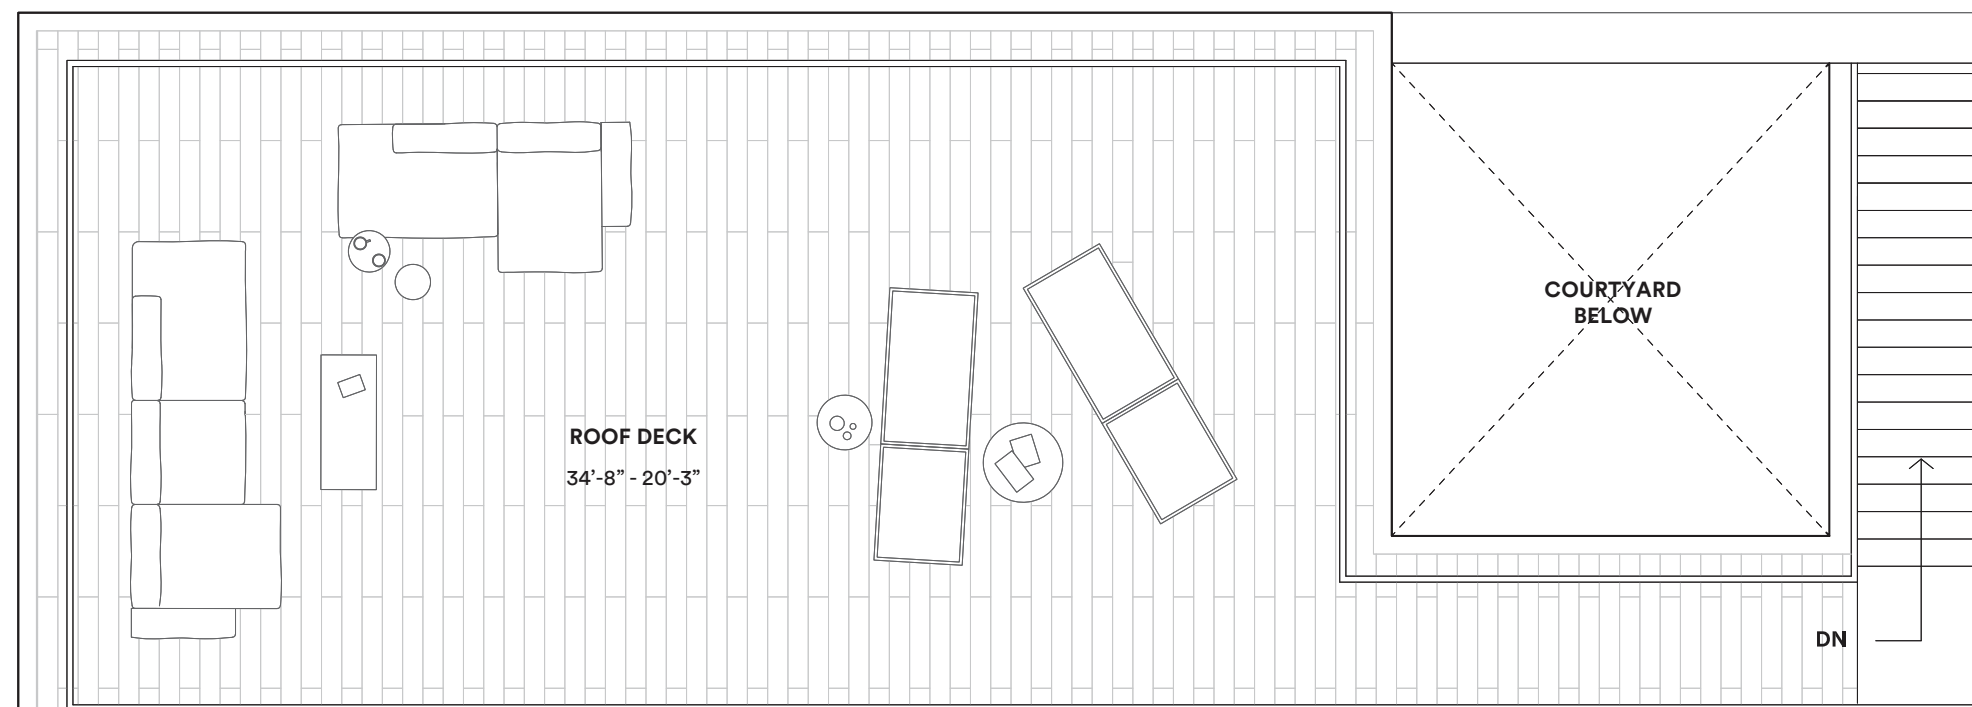 COURTYARD
BELOW
ROOF DECK
34’-8” - 20’-3”
DN